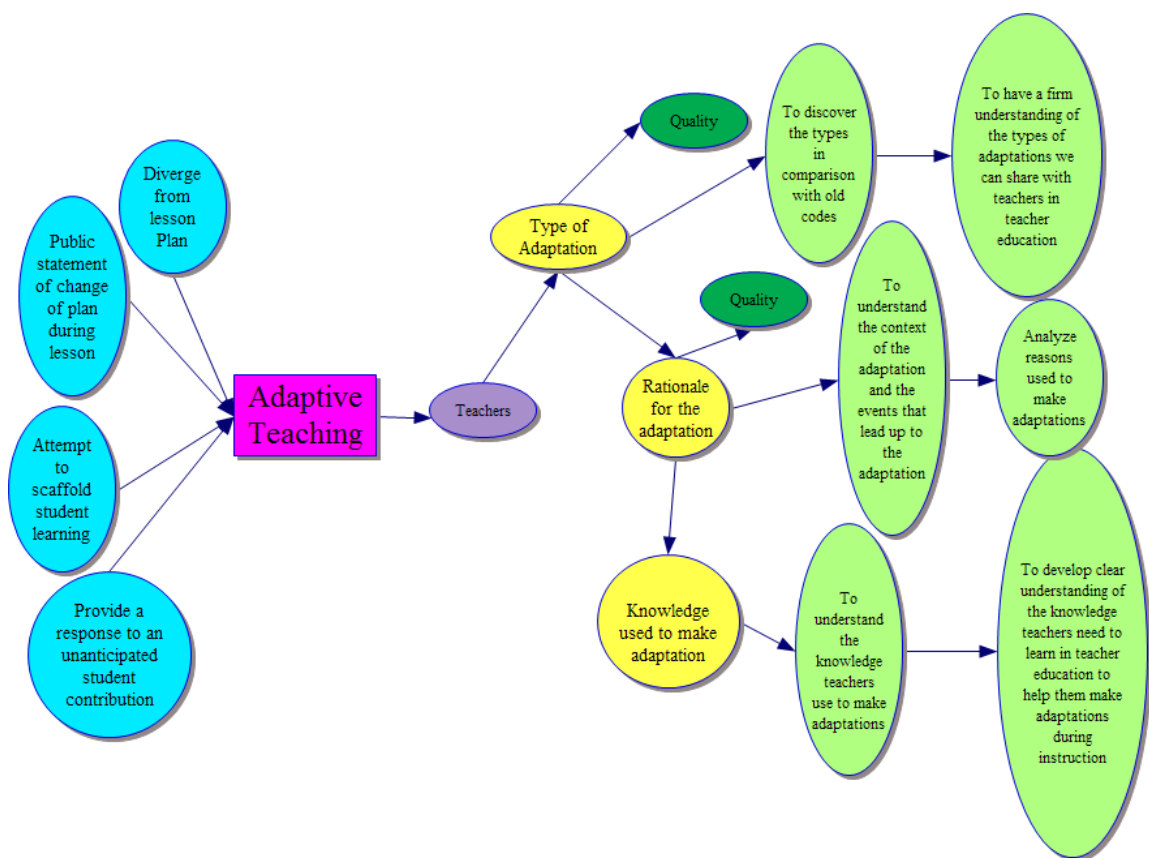 Diverge
from
lesson
Plan
Public
statement
of change
of plan
during
lesson
Attempt
to
scaffold
student
learning
Provide a
response to an
unanticipated
student
contribution
Adaptive
Teaching
Teachers
Type of
Adaptation
Quality
To discover
the types
in
comparison
with old
codes
To have a firm
understanding of
the types of
adaptations we
can share with
teachers in
teacher
education
Rationale
for the
adaptation
Quality
To
understand
the context
of the
adaptation
and the
events that
lead up to
the
adaptation
Analyze
reasons
used to
make
adaptations
Knowledge
used to make
adaptation
To
understand
the
knowledge
teachers
use to make
adaptations
To develop clear
understanding of
the knowledge
teachers need to
learn in teacher
education to
help them make
adaptations
during
instruction